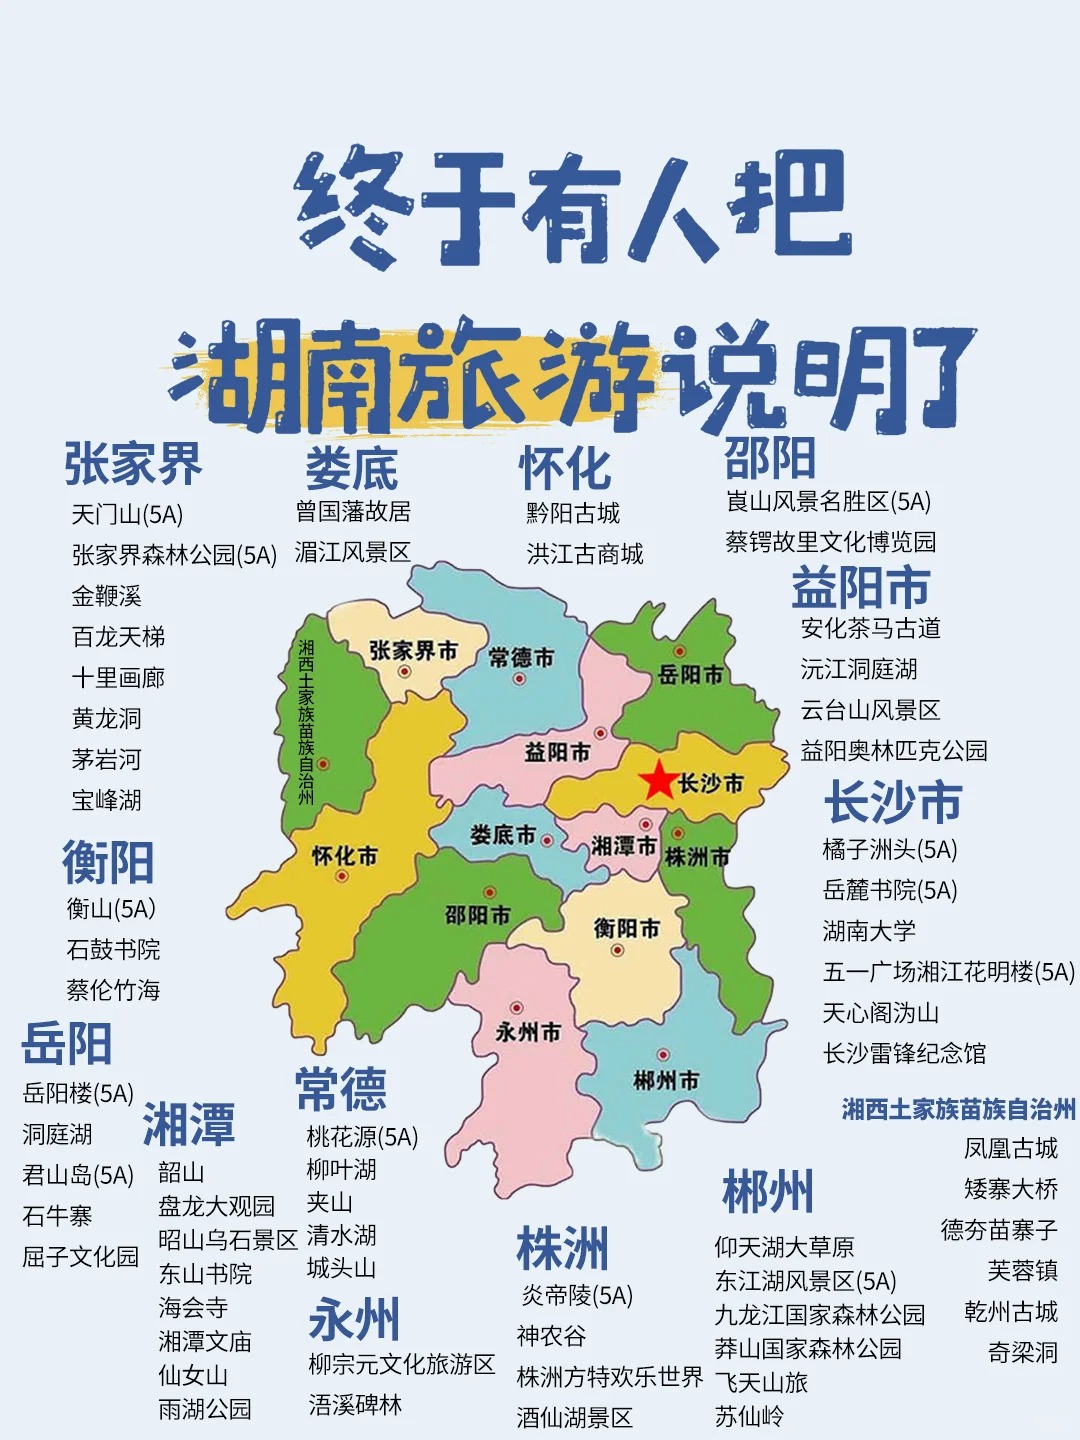 终于有人把
湖南旅游说明了
张家界
天门山(5A)
张家界森林公园(5A)
金鞭溪
百龙天梯
十里画廊
黄龙洞
茅岩河
宝峰湖
娄底
曾国藩故居
湄江风景区
怀化
黔阳古城
洪江古商城
邵阳
崀山风景名胜区(5A)
蔡锷故里文化博览园
益阳市
安化茶马古道
沅江洞庭湖
云台山风景区
益阳奥林匹克公园
长沙市
橘子洲头(5A)
岳麓书院(5A)
湖南大学
五一广场湘江花明楼(5A)
天心阁沩山
长沙雷锋纪念馆
湘西土家族苗族自治州
张家界市
常德市
岳阳市
益阳市
长沙市
娄底市
湘潭市
株洲市
怀化市
邵阳市
衡阳市
永州市
郴州市
衡阳
衡山(5A)
石鼓书院
蔡伦竹海
岳阳
岳阳楼(5A)
洞庭湖
君山岛(5A)
石牛寨
屈子文化园
湘潭
韶山
盘龙大观园
昭山乌石景区
东山书院
海会寺
湘潭文庙
仙女山
雨湖公园
常德
桃花源(5A)
柳叶湖
夹山
清水湖
城头山
永州
柳宗元文化旅游区
浯溪碑林
株洲
炎帝陵(5A)
神农谷
株洲方特欢乐世界
酒仙湖景区
郴州
仰天湖大草原
东江湖风景区(5A)
九龙江国家森林公园
莽山国家森林公园
飞天山旅
苏仙岭
湘西土家族苗族自治州
凤凰古城
矮寨大桥
德夯苗寨子
芙蓉镇
乾州古城
奇梁洞